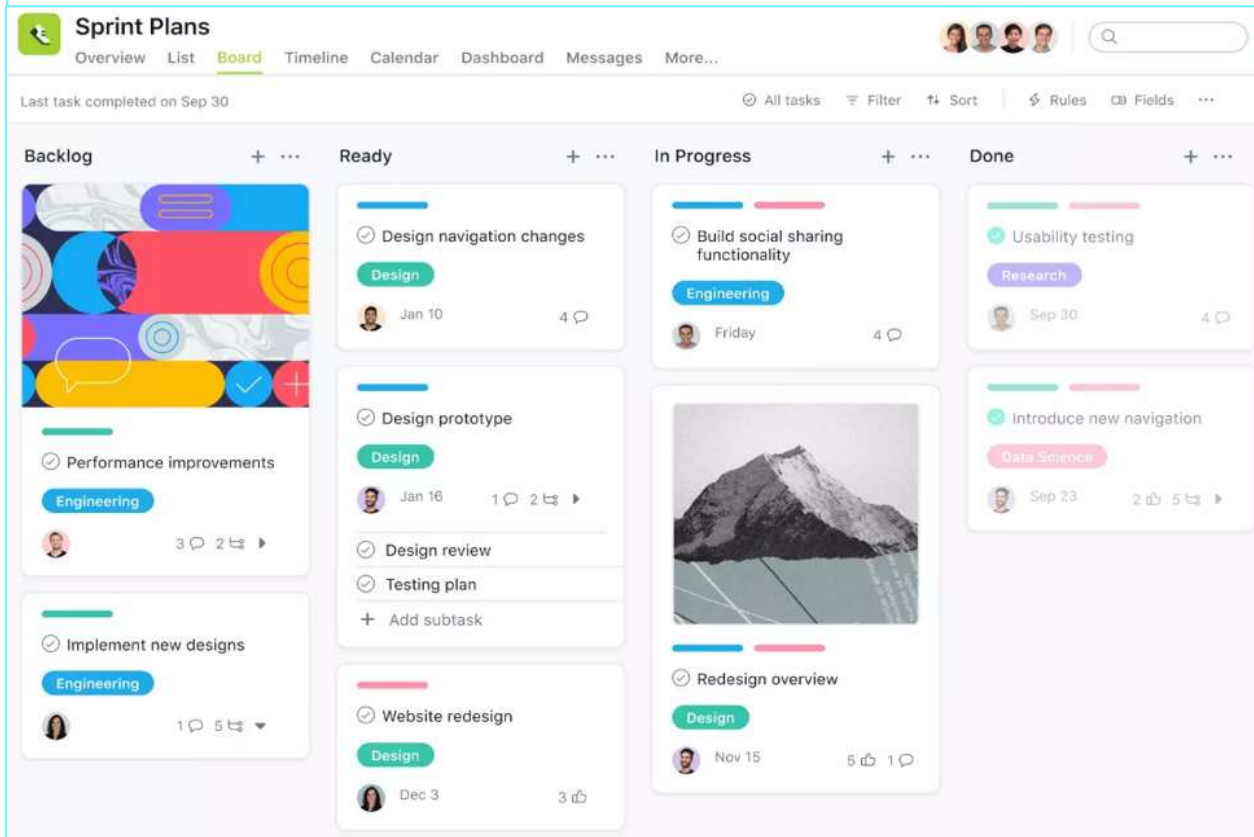 Sprint Plans
Overview List Board Timeline Calendar Dashboard Messages More...
Last task completed on Sep 30
All tasks Filter Sort Rules Fields
Backlog
Performance improvements
Engineering
3 2
Implement new designs
Engineering
1 5
Ready
Design navigation changes
Design
Jan 10 4
Design prototype
Design
Jan 16 1 2
Design review
Testing plan
+ Add subtask
Website redesign
Design
Dec 3 3
In Progress
Build social sharing
functionality
Engineering
Friday 4
Redesign overview
Design
Nov 15 5 1
Done
Usability testing
Research
Sep 30 4
Introduce new navigation
Data Science
Sep 23 2 5